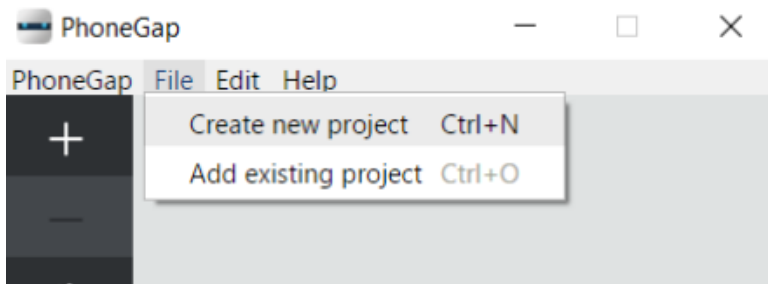 PhoneGap
PhoneGap File Edit Help
Create new project Ctrl+N
Add existing project Ctrl+O